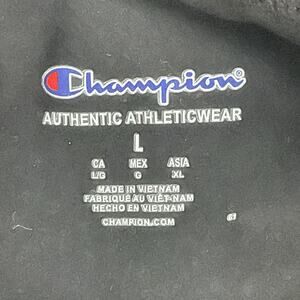 Champion
AUTHENTIC ATHLETICWEAR
L
CA MEX ASIA
L/G G XL
MADE IN VIETNAM
FABRIQUÉ AU VIÊT-NAM
HECHO EN VIETNAM
CHAMPION.COM